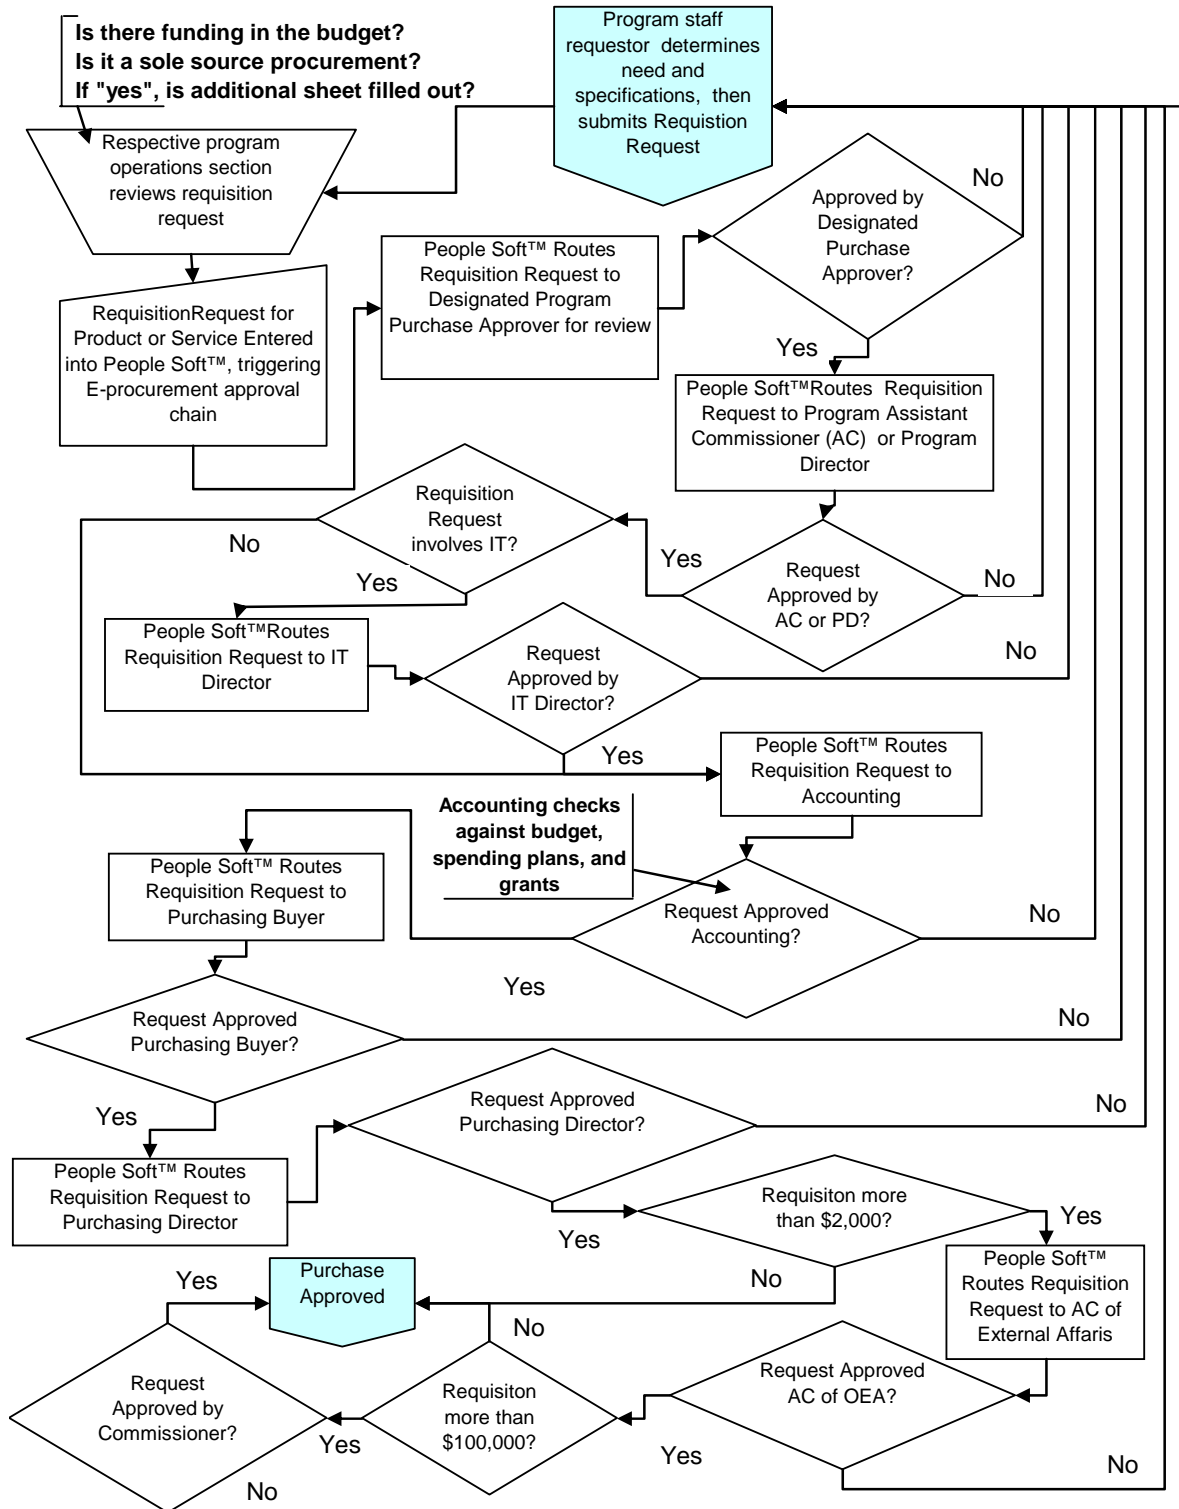 Is there funding in the budget?
Is it a sole source procurement?
If "yes", is additional sheet filled out?
Program staff
requestor determines
need and
specifications, then
submits Requistion
Request
Respective program
operations section
reviews requisition
request
No
Approved by
Designated
Purchase
Approver?
People Soft™ Routes
Requisition Request to
Designated Program
Purchase Approver for review
RequisitionRequest for
Product or Service Entered
into People Soft™, triggering
E-procurement approval
chain
Yes
People Soft™Routes Requisition
Request to Program Assistant
Commissioner (AC) or Program
Director
Requisition
Request
involves IT?
No
Yes
Yes
Request
Approved by
AC or PD?
No
People Soft™Routes
Requisition Request to IT
Director
Request
Approved by
IT Director?
No
Yes
People Soft™ Routes
Requisition Request to
Accounting
Accounting checks
against budget,
spending plans, and
grants
People Soft™ Routes
Requisition Request to
Purchasing Buyer
Request Approved
Accounting?
No
Yes
Request Approved
Purchasing Buyer?
No
Yes
Request Approved
Purchasing Director?
No
People Soft™ Routes
Requisition Request to
Purchasing Director
Yes
Requisiton more
than $2,000?
Yes
No
People Soft™
Routes Requisition
Request to AC of
External Affaris
Yes
Purchase
Approved
No
Request Approved
AC of OEA?
Request
Approved by
Commissioner?
Requisiton
more than
$100,000?
Yes
Yes
No
No